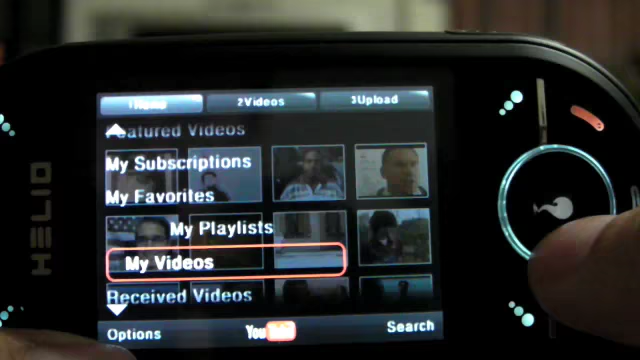 1Home 2Videos 3Upload
Featured Videos
My Subscriptions
My Favorites
My Playlists
My Videos
Received Videos
Options YouTube Search
HELIO